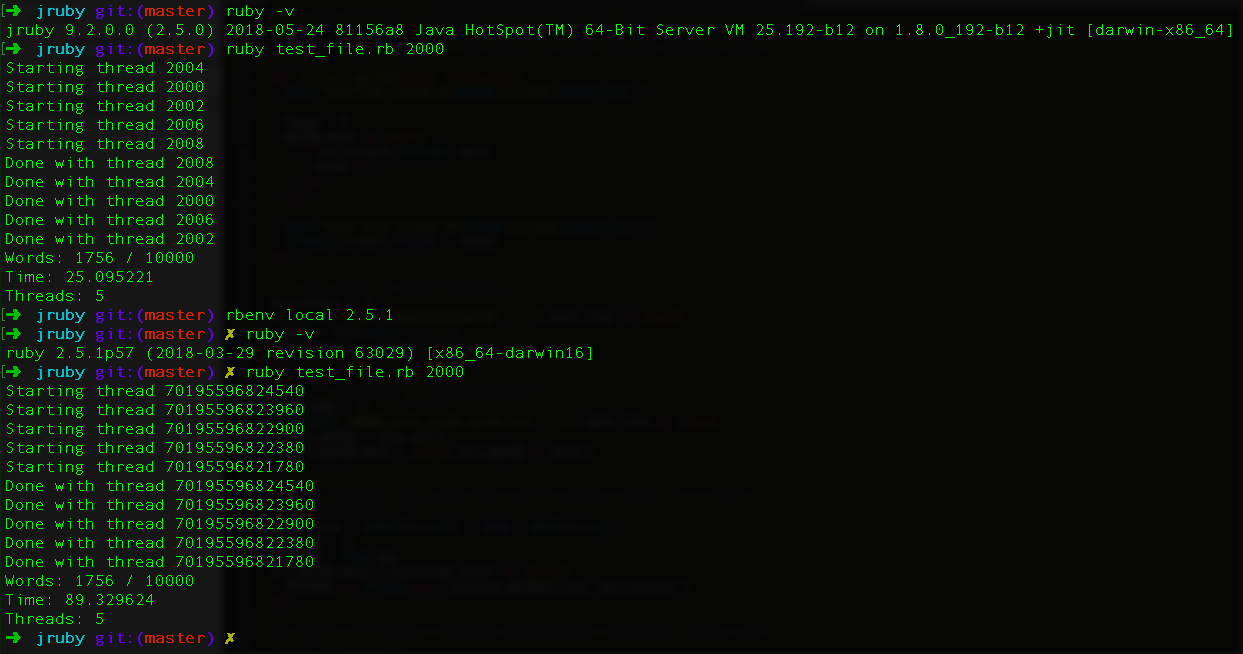 [➜ jruby git:(master) ruby -v
jruby 9.2.0.0 (2.5.0) 2018-05-24 81156a8 Java HotSpot(TM) 64-Bit Server VM 25.192-b12 on 1.8.0_192-b12 +jit [darwin-x86_64]
[➜ jruby git:(master) ruby test_file.rb 2000
Starting thread 2004
Starting thread 2000
Starting thread 2002
Starting thread 2006
Starting thread 2008
Done with thread 2008
Done with thread 2004
Done with thread 2000
Done with thread 2006
Done with thread 2002
Words: 1756 / 10000
Time: 25.095221
Threads: 5
[➜ jruby git:(master) rbenv local 2.5.1
[➜ jruby git:(master) ✗ ruby -v
ruby 2.5.1p57 (2018-03-29 revision 63029) [x86_64-darwin16]
[➜ jruby git:(master) ✗ ruby test_file.rb 2000
Starting thread 70195596824540
Starting thread 70195596823960
Starting thread 70195596822900
Starting thread 70195596822380
Starting thread 70195596821780
Done with thread 70195596824540
Done with thread 70195596823960
Done with thread 70195596822900
Done with thread 70195596822380
Done with thread 70195596821780
Words: 1756 / 10000
Time: 89.329624
Threads: 5
➜ jruby git:(master) ✗